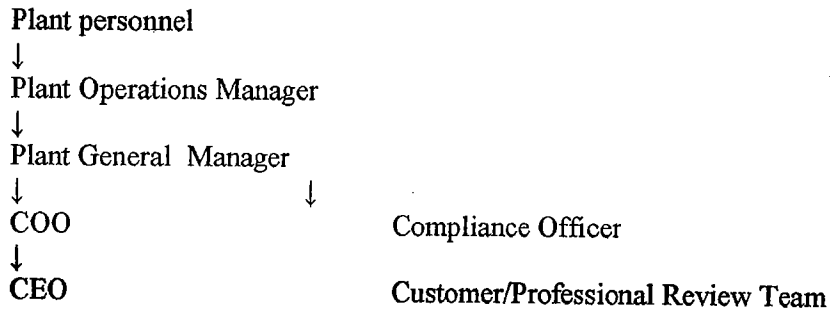 Plant personnel
↓
Plant Operations Manager
↓
Plant General Manager
↓ ↓
COO Compliance Officer
↓
CEO Customer/Professional Review Team